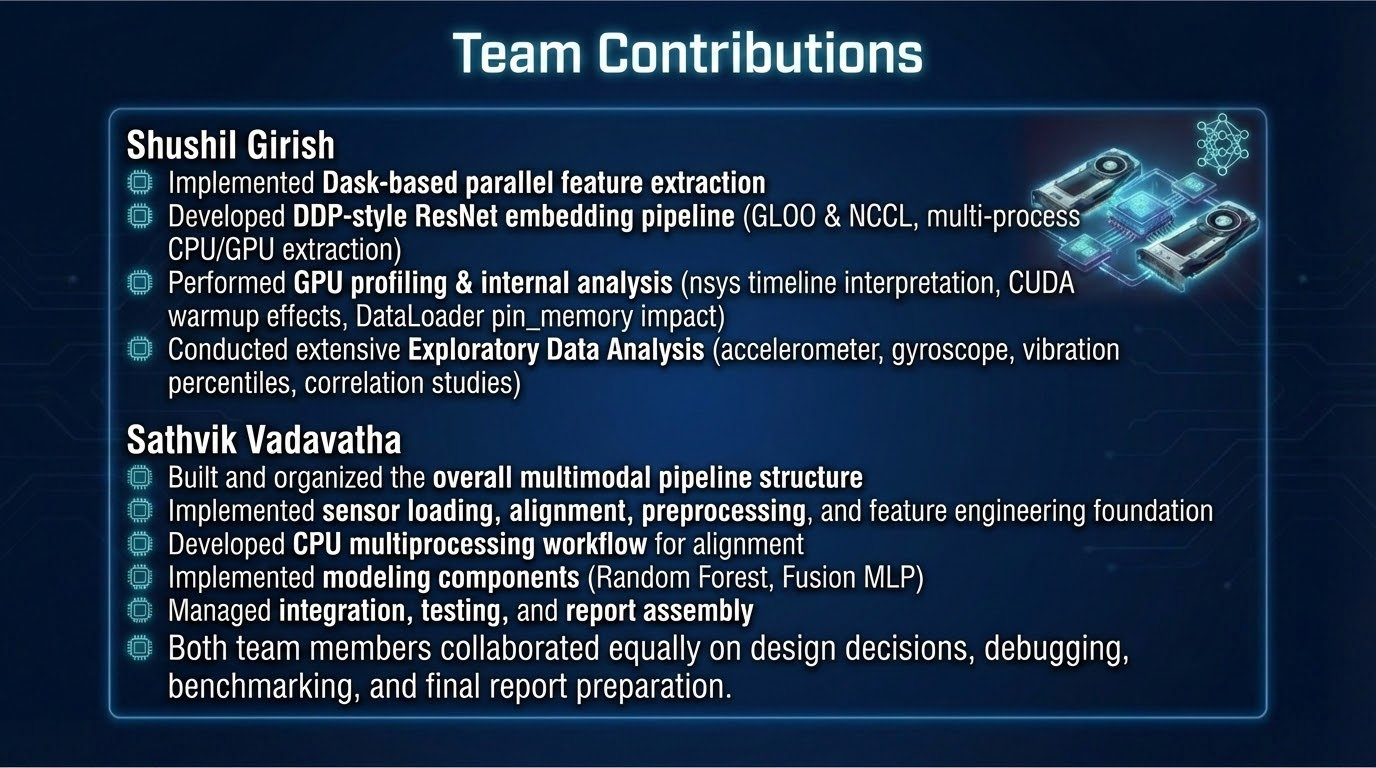 Team Contributions
Shushil Girish
Implemented Dask-based parallel feature extraction
Developed DDP-style ResNet embedding pipeline (GLOO & NCCL, multi-process
CPU/GPU extraction)
Performed GPU profiling & internal analysis (nsys timeline interpretation, CUDA
warmup effects, DataLoader pin_memory impact)
Conducted extensive Exploratory Data Analysis (accelerometer, gyroscope, vibration
percentiles, correlation studies)
Sathvik Vadavatha
Built and organized the overall multimodal pipeline structure
Implemented sensor loading, alignment, preprocessing, and feature engineering foundation
Developed CPU multiprocessing workflow for alignment
Implemented modeling components (Random Forest, Fusion MLP)
Managed integration, testing, and report assembly
Both team members collaborated equally on design decisions, debugging,
benchmarking, and final report preparation.